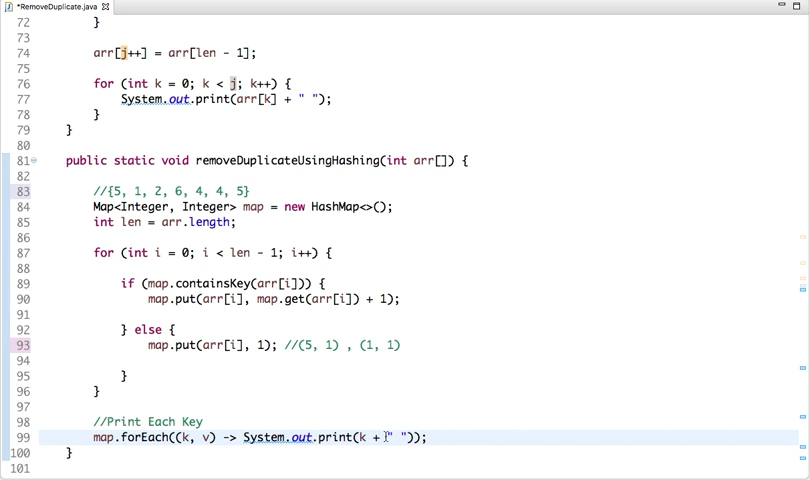 *RemoveDuplicate.java
72 }
73
74 arr[j++] = arr[len - 1];
75
76 for (int k = 0; k < j; k++) {
77 System.out.print(arr[k] + " ");
78 }
79 }
80
81 public static void removeDuplicateUsingHashing(int arr[]) {
82
83 //{5, 1, 2, 6, 4, 4, 5}
84 Map<Integer, Integer> map = new HashMap<>();
85 int len = arr.length;
86
87 for (int i = 0; i < len - 1; i++) {
88
89 if (map.containsKey(arr[i])) {
90 map.put(arr[i], map.get(arr[i]) + 1);
91
92 } else {
93 map.put(arr[i], 1); //(5, 1) , (1, 1)
94
95 }
96 }
97
98 //Print Each Key
99 map.forEach((k, v) -> System.out.print(k + " "));
100 }
101